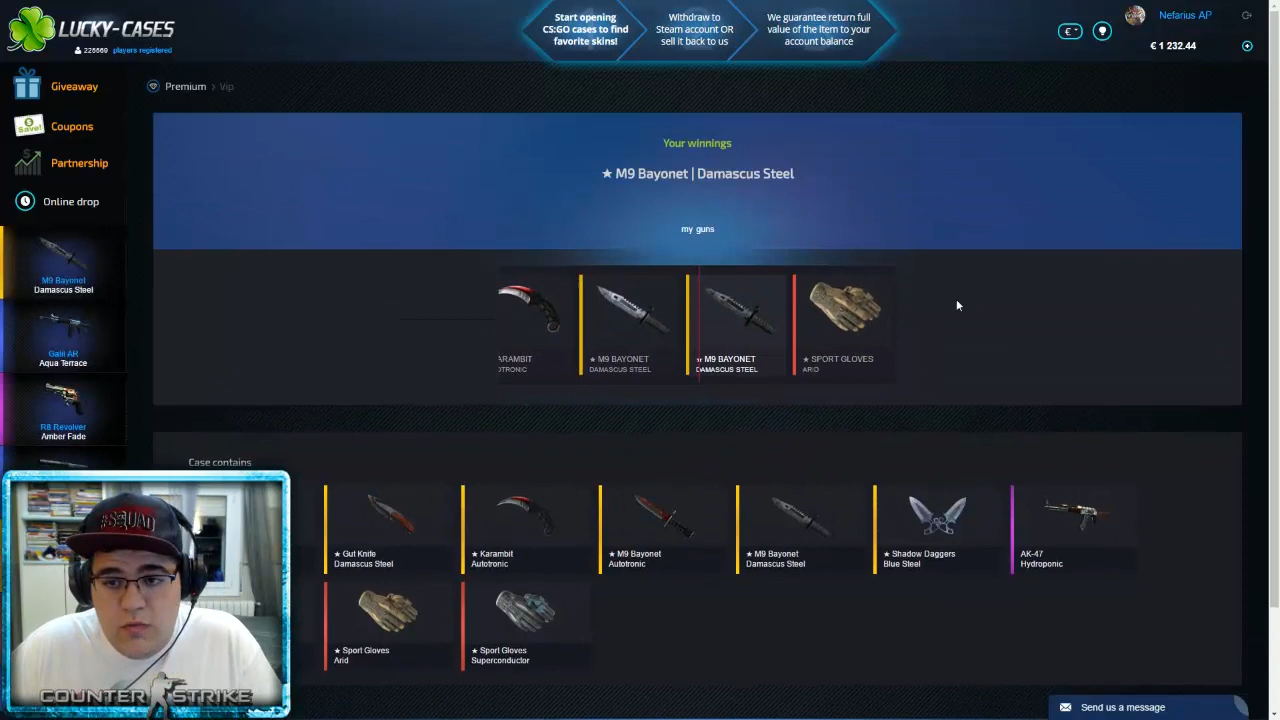 LUCKY-CASES
225669 players registered
Start opening
CS:GO cases to find
favorite skins!
Withdraw to
Steam account OR
sell it back to us
We guarantee return full
value of the item to your
account balance
€
Nefarius AP
€ 1 232.44
Giveaway
Save!
Coupons
Partnership
Online drop
Premium › Vip
Your winnings
★ M9 Bayonet | Damascus Steel
my guns
M9 Bayonet
Damascus Steel
Galil AR
Aqua Terrace
R8 Revolver
Amber Fade
ARAMBIT
OTRONIC
★ M9 BAYONET
DAMASCUS STEEL
★ M9 BAYONET
DAMASCUS STEEL
★ SPORT GLOVES
ARID
Case contains
★ Gut Knife
Damascus Steel
★ Karambit
Autotronic
★ M9 Bayonet
Autotronic
★ M9 Bayonet
Damascus Steel
★ Shadow Daggers
Blue Steel
AK-47
Hydroponic
★ Sport Gloves
Arid
★ Sport Gloves
Superconductor
#SQUAD
COUNTER STRIKE
Send us a message